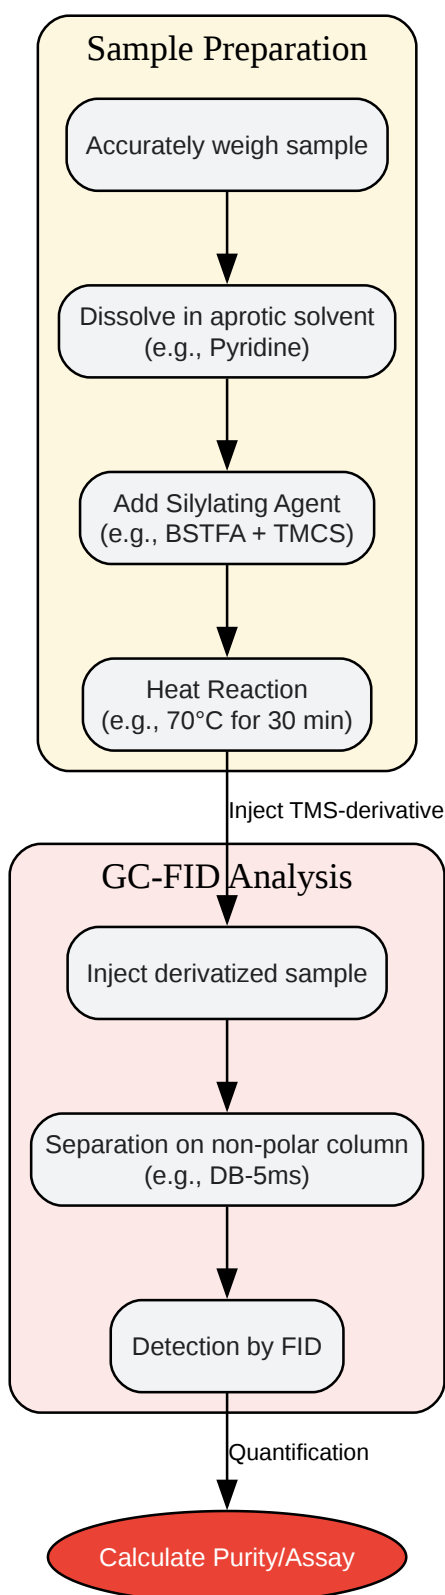 Sample Preparation
Accurately weigh sample
Dissolve in aprotic solvent
(e.g., Pyridine)
Add Silylating Agent
(e.g., BSTFA + TMCS)
Heat Reaction
(e.g., 70°C for 30 min)
Inject TMS-derivative
GC-FID Analysis
Inject derivatized sample
Separation on non-polar column
(e.g., DB-5ms)
Detection by FID
Quantification
Calculate Purity/Assay